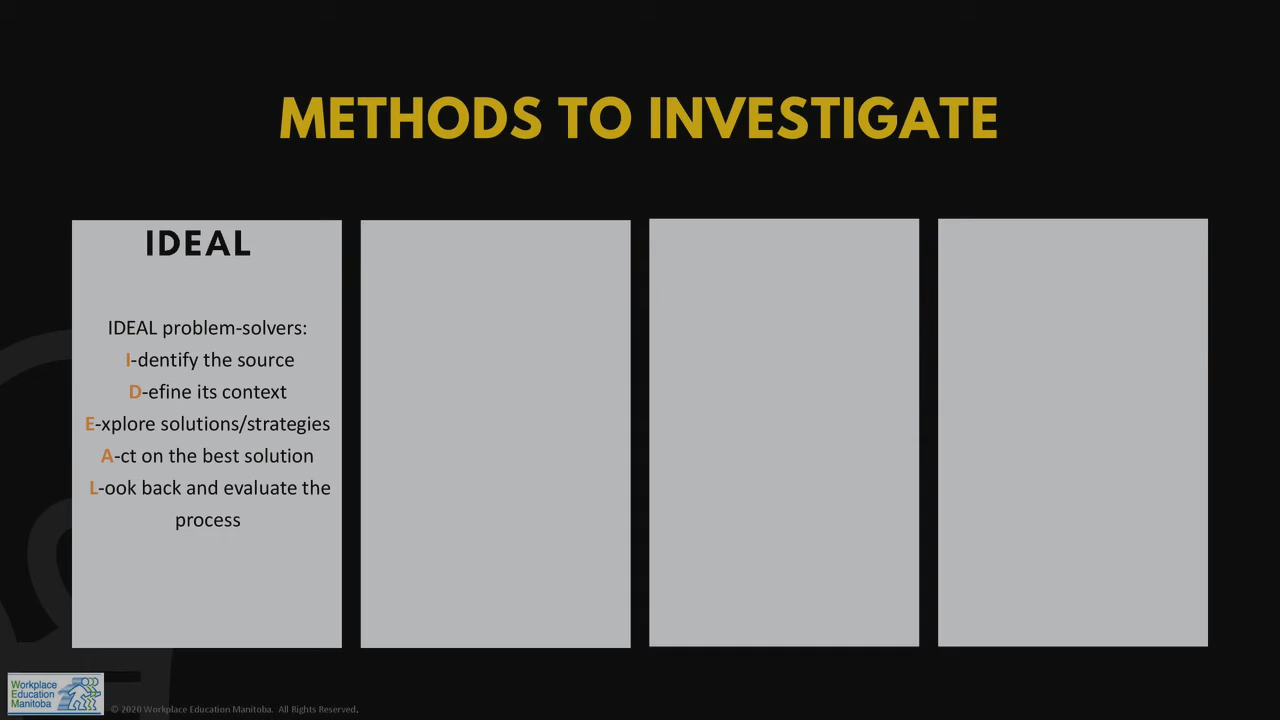 METHODS TO INVESTIGATE
IDEAL
IDEAL problem-solvers:
I-dentify the source
D-efine its context
E-xplore solutions/strategies
A-ct on the best solution
L-ook back and evaluate the
process
Workplace
Education
Manitoba
© 2020 Workplace Education Manitoba. All Rights Reserved.